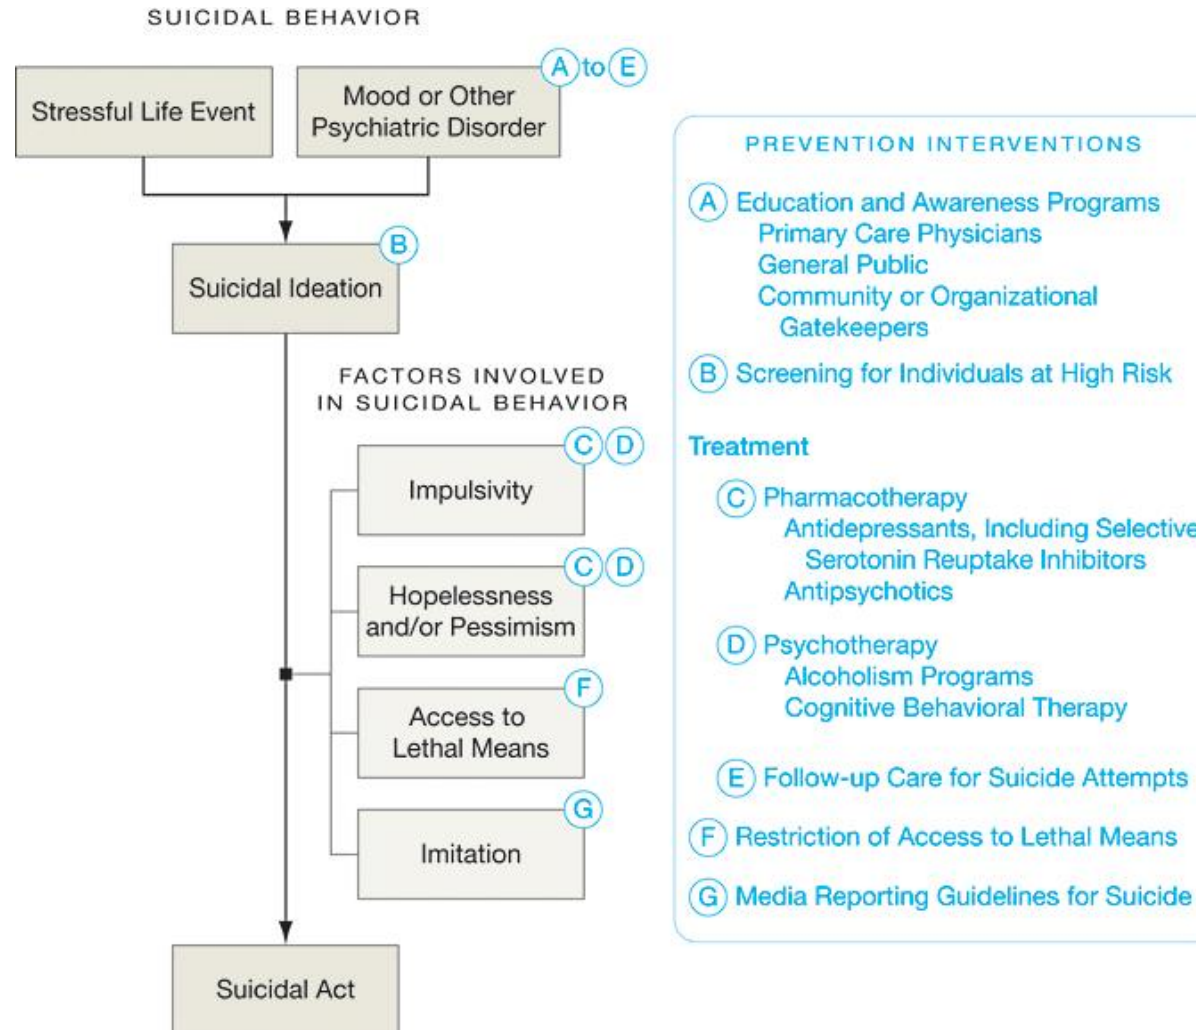 SUICIDAL BEHAVIOR
A to E
Stressful Life Event
Mood or Other
Psychiatric Disorder
B
Suicidal Ideation
FACTORS INVOLVED
IN SUICIDAL BEHAVIOR
C D
Impulsivity
C D
Hopelessness
and/or Pessimism
F
Access to
Lethal Means
G
Imitation
Suicidal Act
PREVENTION INTERVENTIONS
A Education and Awareness Programs
Primary Care Physicians
General Public
Community or Organizational
Gatekeepers
B Screening for Individuals at High Risk
Treatment
C Pharmacotherapy
Antidepressants, Including Selective
Serotonin Reuptake Inhibitors
Antipsychotics
D Psychotherapy
Alcoholism Programs
Cognitive Behavioral Therapy
E Follow-up Care for Suicide Attempts
F Restriction of Access to Lethal Means
G Media Reporting Guidelines for Suicide